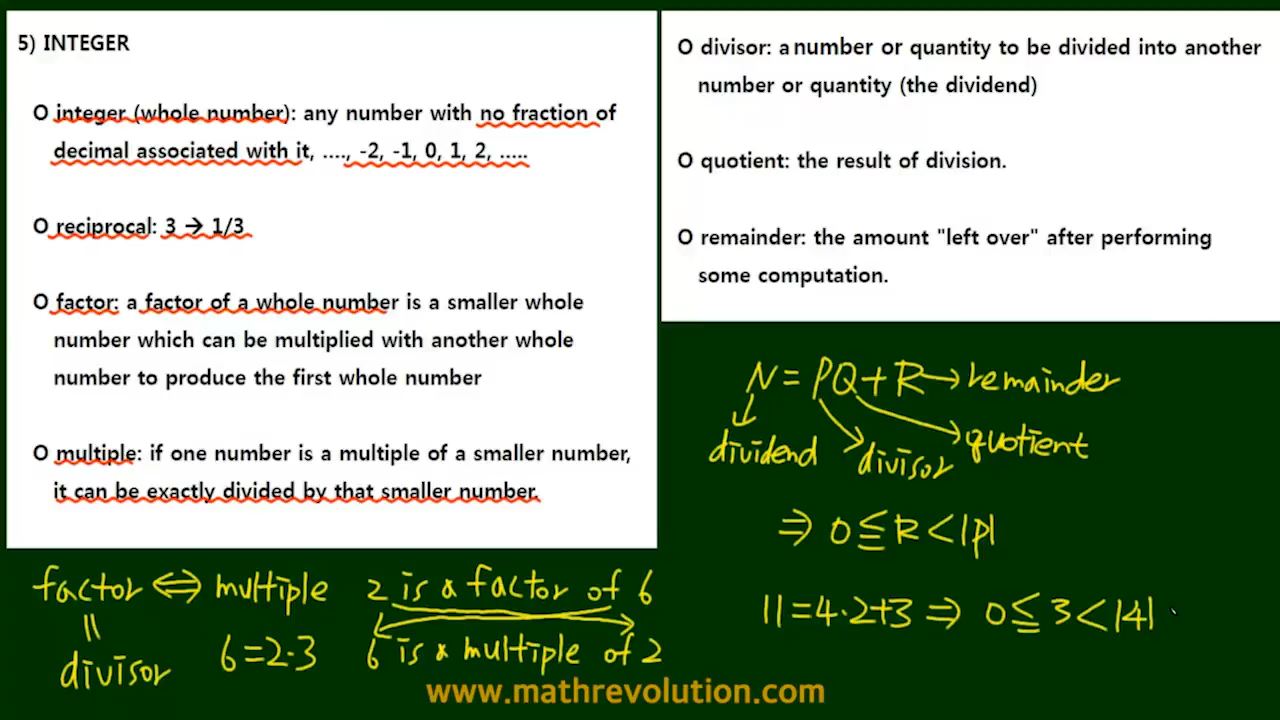 5) INTEGER
O integer (whole number): any number with no fraction of
decimal associated with it, ...., -2, -1, 0, 1, 2, .....
O reciprocal: 3 → 1/3
O factor: a factor of a whole number is a smaller whole
number which can be multiplied with another whole
number to produce the first whole number
O multiple: if one number is a multiple of a smaller number,
it can be exactly divided by that smaller number.
O divisor: a number or quantity to be divided into another
number or quantity (the dividend)
O quotient: the result of division.
O remainder: the amount "left over" after performing
some computation.
N = PQ + R → remainder
dividend divisor quotient
⇒ 0 ≦ R < |P|
11 = 4·2+3 ⇒ 0 ≦ 3 < |4|
factor ⇔ multiple
=
divisor
6 = 2·3
2 is a factor of 6
6 is a multiple of 2
www.mathrevolution.com